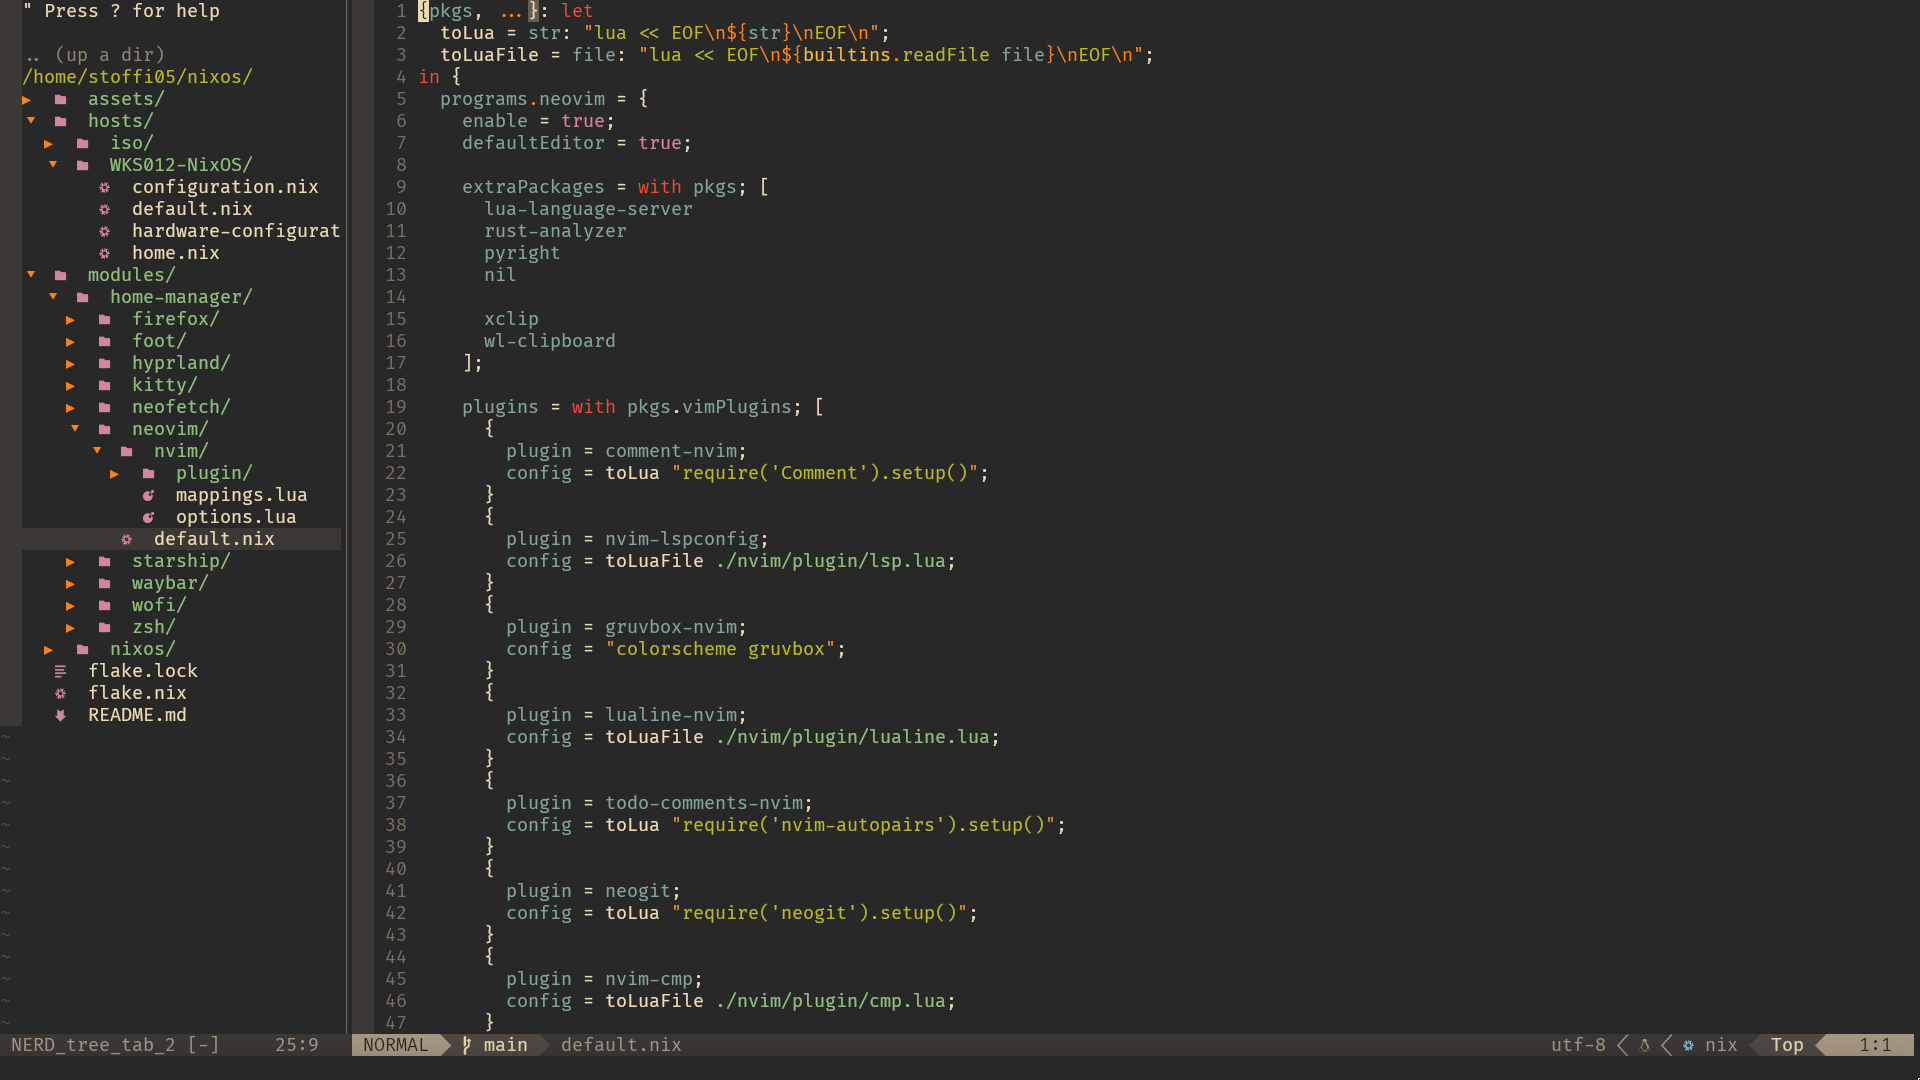 " Press ? for help
.. (up a dir)
/home/stoffi05/nixos/
assets/
hosts/
iso/
WKS012-NixOS/
configuration.nix
default.nix
hardware-configurat
home.nix
modules/
home-manager/
firefox/
foot/
hyprland/
kitty/
neofetch/
neovim/
nvim/
plugin/
mappings.lua
options.lua
default.nix
starship/
waybar/
wofi/
zsh/
nixos/
flake.lock
flake.nix
README.md
~
~
~
~
~
~
~
~
~
~
~
~
~
~
NERD_tree_tab_2 [-] 25:9
1 {pkgs, ...}: let
2   toLua = str: "lua << EOF\n${str}\nEOF\n";
3   toLuaFile = file: "lua << EOF\n${builtins.readFile file}\nEOF\n";
4 in {
5   programs.neovim = {
6     enable = true;
7     defaultEditor = true;
8
9     extraPackages = with pkgs; [
10       lua-language-server
11       rust-analyzer
12       pyright
13       nil
14
15       xclip
16       wl-clipboard
17     ];
18
19     plugins = with pkgs.vimPlugins; [
20       {
21         plugin = comment-nvim;
22         config = toLua "require('Comment').setup()";
23       }
24       {
25         plugin = nvim-lspconfig;
26         config = toLuaFile ./nvim/plugin/lsp.lua;
27       }
28       {
29         plugin = gruvbox-nvim;
30         config = "colorscheme gruvbox";
31       }
32       {
33         plugin = lualine-nvim;
34         config = toLuaFile ./nvim/plugin/lualine.lua;
35       }
36       {
37         plugin = todo-comments-nvim;
38         config = toLua "require('nvim-autopairs').setup()";
39       }
40       {
41         plugin = neogit;
42         config = toLua "require('neogit').setup()";
43       }
44       {
45         plugin = nvim-cmp;
46         config = toLuaFile ./nvim/plugin/cmp.lua;
47       }
NORMAL main default.nix utf-8 nix Top 1:1